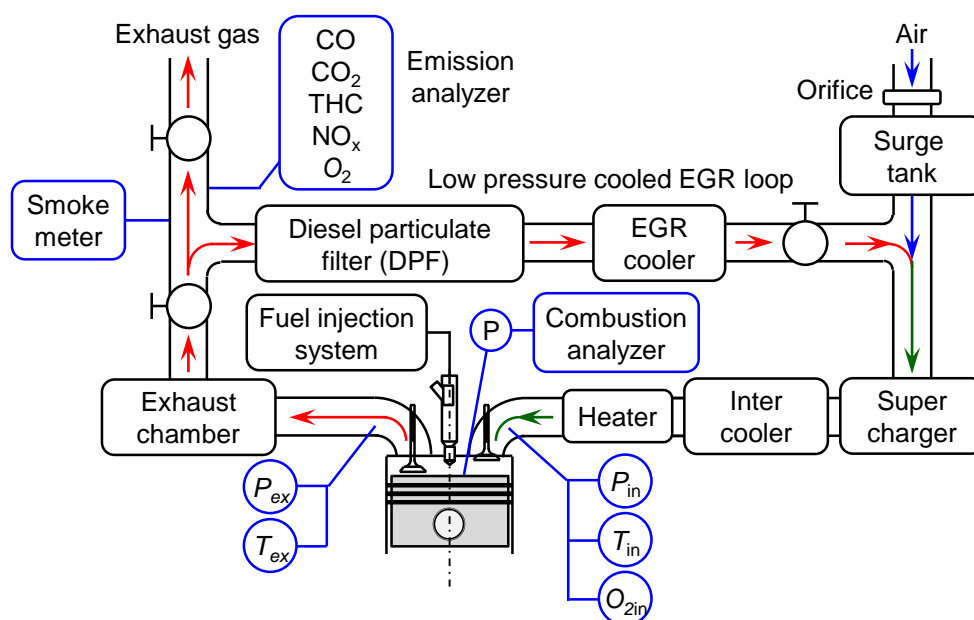 Exhaust gas
CO
CO2
THC
NOx
O2
Emission
analyzer
Air
Orifice
Surge
tank
Smoke
meter
Low pressure cooled EGR loop
Diesel particulate
filter (DPF)
EGR
cooler
Fuel injection
system
P
Combustion
analyzer
Exhaust
chamber
Heater
Inter
cooler
Super
charger
Pex
Tex
Pin
Tin
O2in